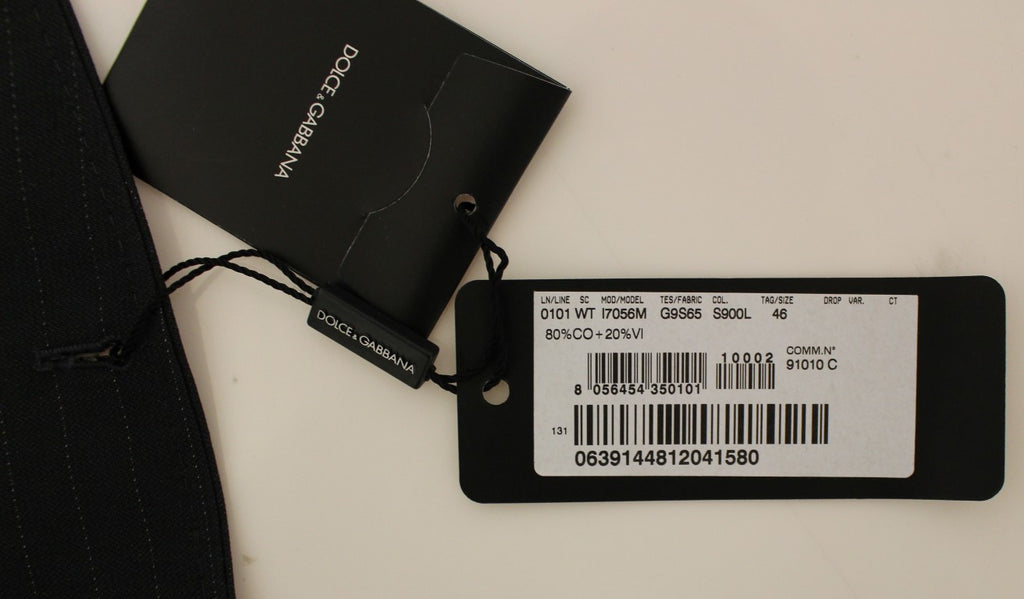 DOLCE & GABBANA
DOLCE & GABBANA
LN/LINE SC MOD/MODEL TES/FABRIC COL. TAG/SIZE DROP VAR. CT
0101 WT I7056M G9S65 S900L 46
80%CO+20%VI
10002 COMM.N°
91010 C
8 056454 350101
131
0639144812041580